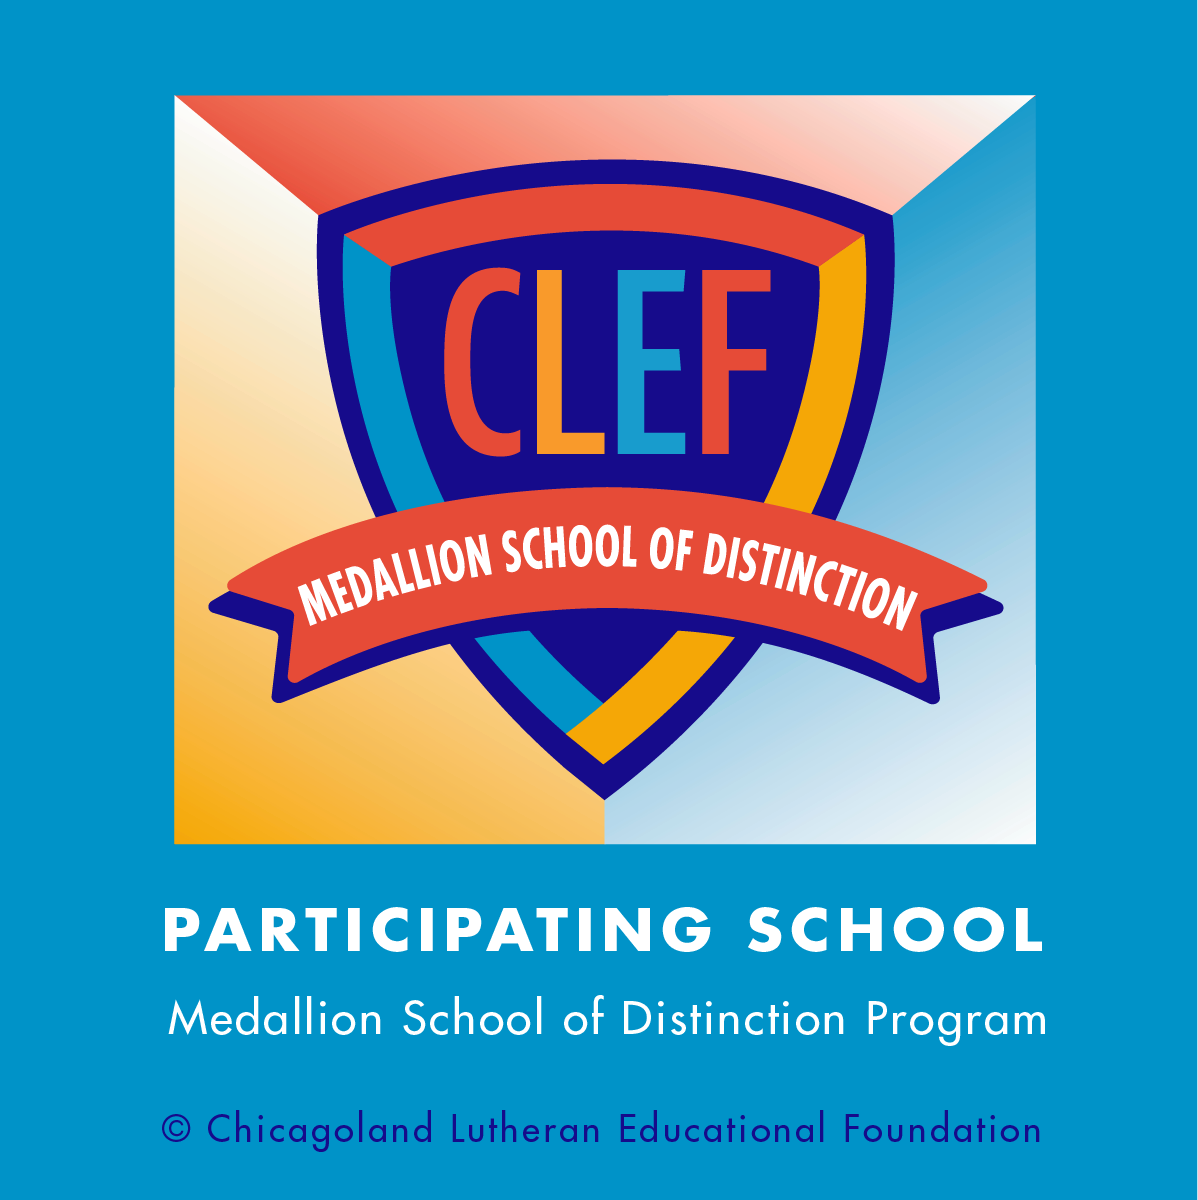 CLEF
MEDALLION SCHOOL OF DISTINCTION
PARTICIPATING SCHOOL
Medallion School of Distinction Program
© Chicagoland Lutheran Educational Foundation